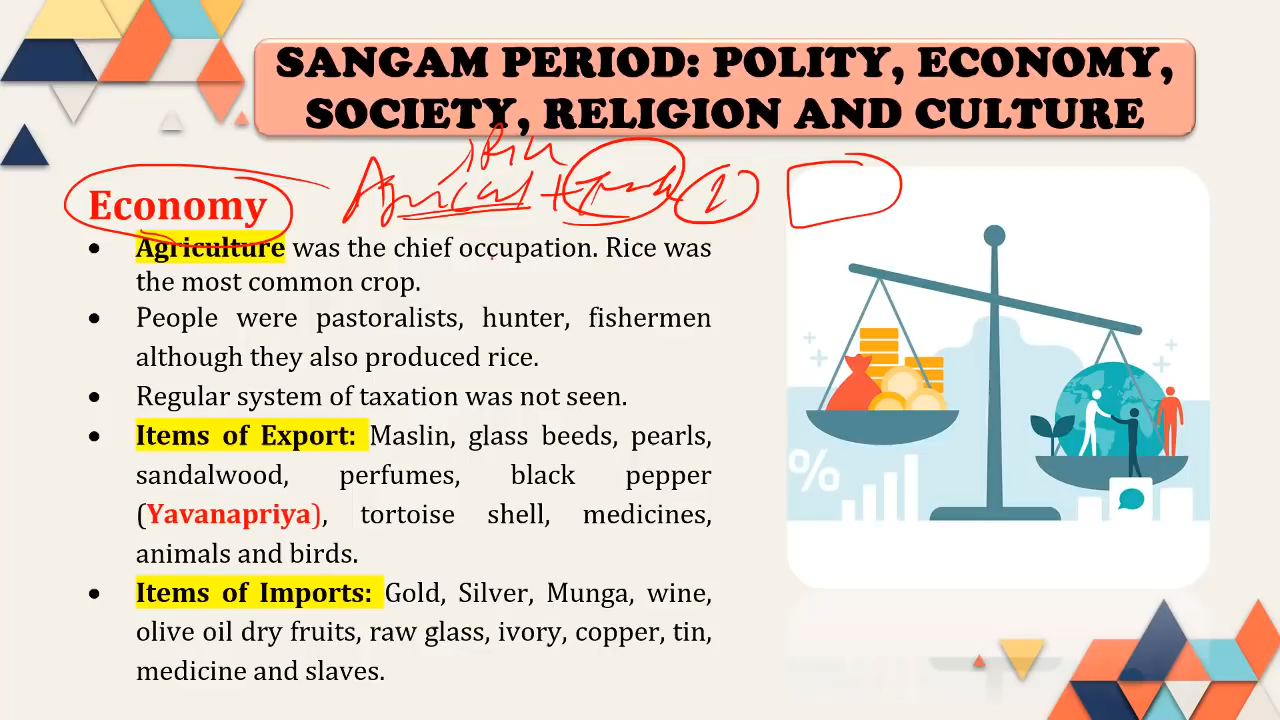 SANGAM PERIOD: POLITY, ECONOMY,
SOCIETY, RELIGION AND CULTURE
Economy
• Agriculture was the chief occupation. Rice was
the most common crop.
• People were pastoralists, hunter, fishermen
although they also produced rice.
• Regular system of taxation was not seen.
• Items of Export: Maslin, glass beeds, pearls,
sandalwood, perfumes, black pepper
(Yavanapriya), tortoise shell, medicines,
animals and birds.
• Items of Imports: Gold, Silver, Munga, wine,
olive oil dry fruits, raw glass, ivory, copper, tin,
medicine and slaves.
%